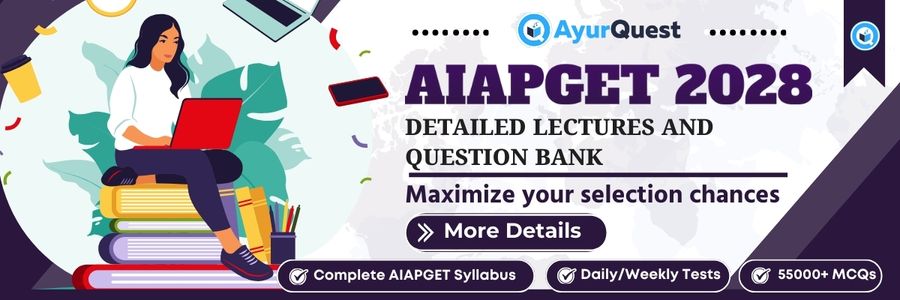 AyurQuest
AIAPGET 2028
DETAILED LECTURES AND
QUESTION BANK
Maximize your selection chances
More Details
Complete AIAPGET Syllabus
Daily/Weekly Tests
55000+ MCQs